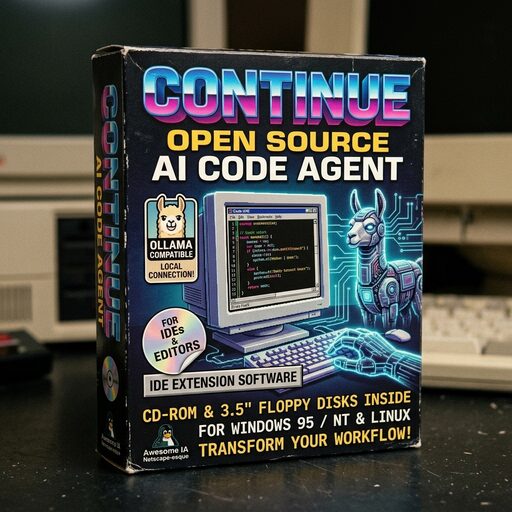 CONTINUE
OPEN SOURCE
AI CODE AGENT
OLLAMA
COMPATIBLE
LOCAL
CONNECTION!
FOR
IDEs
&
EDITORS
IDE EXTENSION SOFTWARE
CD-ROM & 3.5" FLOPPY DISKS INSIDE
FOR WINDOWS 95 / NT & LINUX
TRANSFORM YOUR WORKFLOW!
Awesome IA
Netscape-esque
CONTINUE
AI CODE AGENT